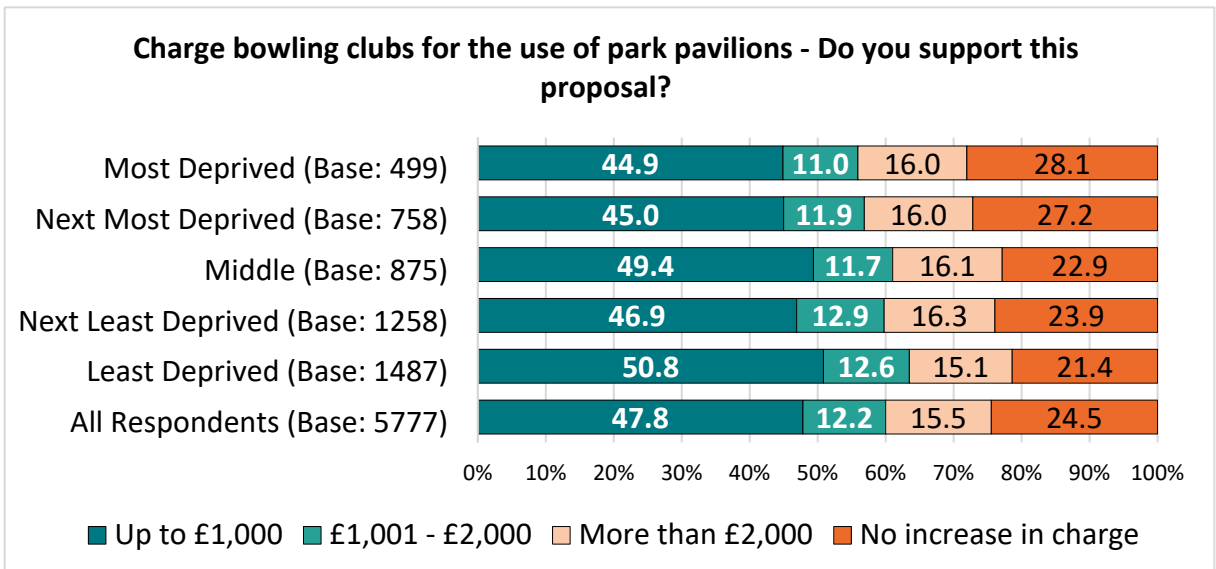 Charge bowling clubs for the use of park pavilions - Do you support this
proposal?
Most Deprived (Base: 499) 44.9 11.0 16.0 28.1
Next Most Deprived (Base: 758) 45.0 11.9 16.0 27.2
Middle (Base: 875) 49.4 11.7 16.1 22.9
Next Least Deprived (Base: 1258) 46.9 12.9 16.3 23.9
Least Deprived (Base: 1487) 50.8 12.6 15.1 21.4
All Respondents (Base: 5777) 47.8 12.2 15.5 24.5
0% 10% 20% 30% 40% 50% 60% 70% 80% 90% 100%
Up to £1,000 £1,001 - £2,000 More than £2,000 No increase in charge